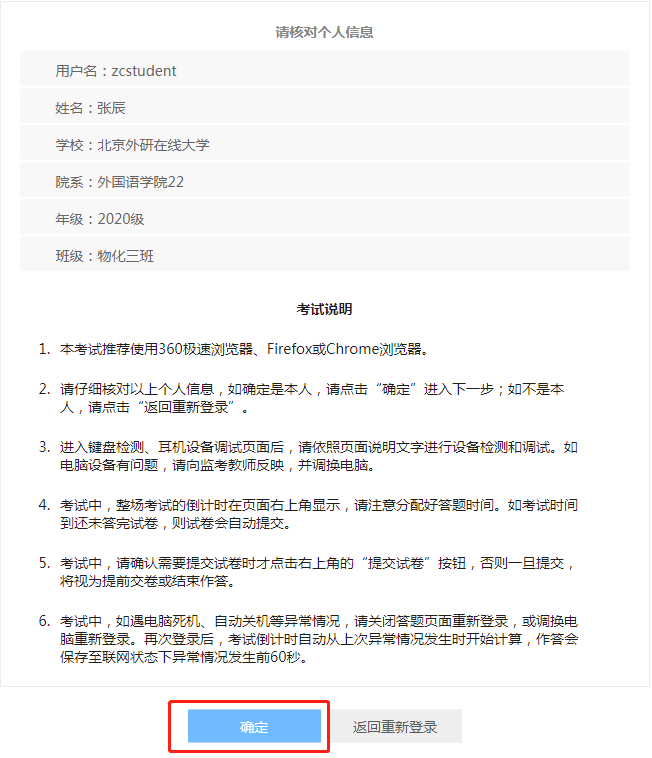 请核对个人信息
用户名：zcstudent
姓名：张辰
学校：北京外研在线大学
院系：外国语学院22
年级：2020级
班级：物化三班
考试说明
1. 本考试推荐使用360极速浏览器、Firefox或Chrome浏览器。
2. 请仔细核对以上个人信息，如确定是本人，请点击“确定”进入下一步；如不是本
人，请点击“返回重新登录”。
3. 进入键盘检测、耳机设备调试页面后，请依照页面说明文字进行设备检测和调试。如
电脑设备有问题，请向监考教师反映，并调换电脑。
4. 考试中，整场考试的倒计时在页面右上角显示，请注意分配好答题时间。如考试时间
到还未答完试卷，则试卷会自动提交。
5. 考试中，请确认需要提交试卷时才点击右上角的“提交试卷”按钮，否则一旦提交，
将视为提前交卷或结束作答。
6. 考试中，如遇电脑死机、自动关机等异常情况，请关闭答题页面重新登录，或调换电
脑重新登录。再次登录后，考试倒计时自动从上次异常情况发生时开始计算，作答会
保存至联网状态下异常情况发生前60秒。
确定 返回重新登录